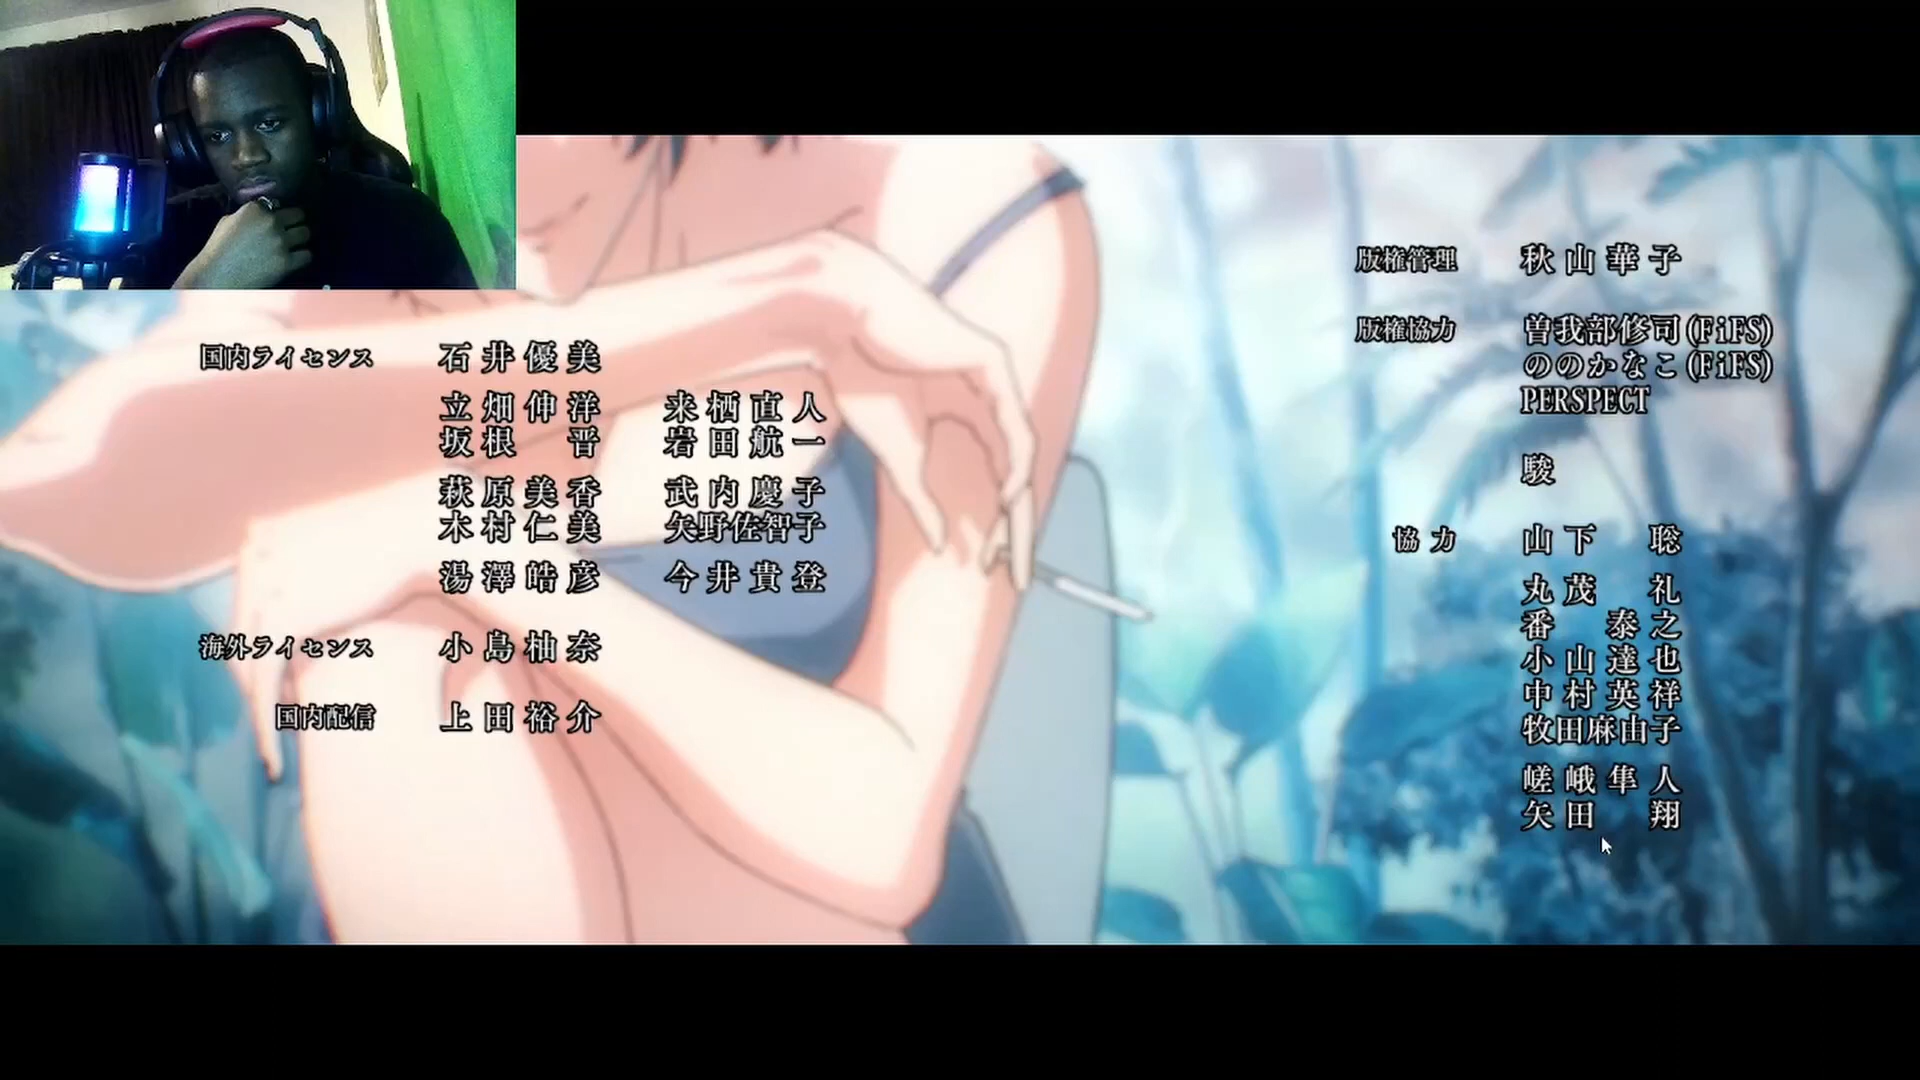 国内ライセンス 石井優美
立畑伸洋 来栖直人
坂根 晋 岩田航一
萩原美香 武内慶子
木村仁美 矢野佐智子
湯澤皓彦 今井貴登
海外ライセンス 小島柚奈
国内配信 上田裕介
版権管理 秋山華子
版権協力 曽我部修司(FiFS)
ののかなこ(FiFS)
PERSPECT
駿
協力 山下 聡
丸茂 礼
番 泰之
小山達也
中村英祥
牧田麻由子
嵯峨隼人
矢田 翔